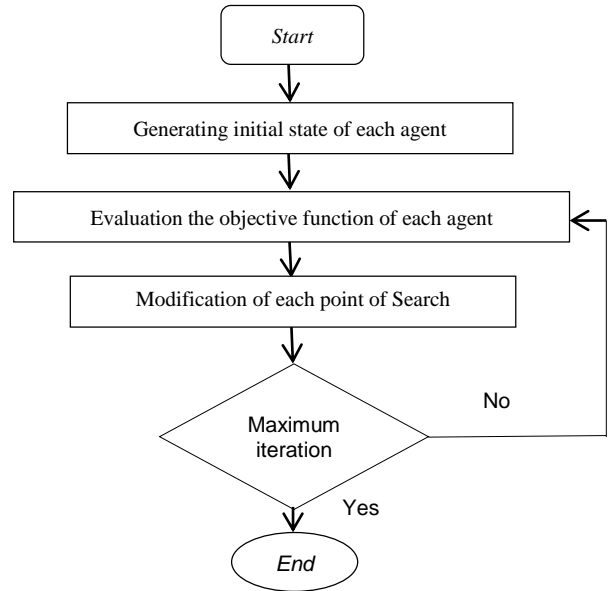 Start
Generating initial state of each agent
Evaluation the objective function of each agent
Modification of each point of Search
No
Maximum
iteration
Yes
End